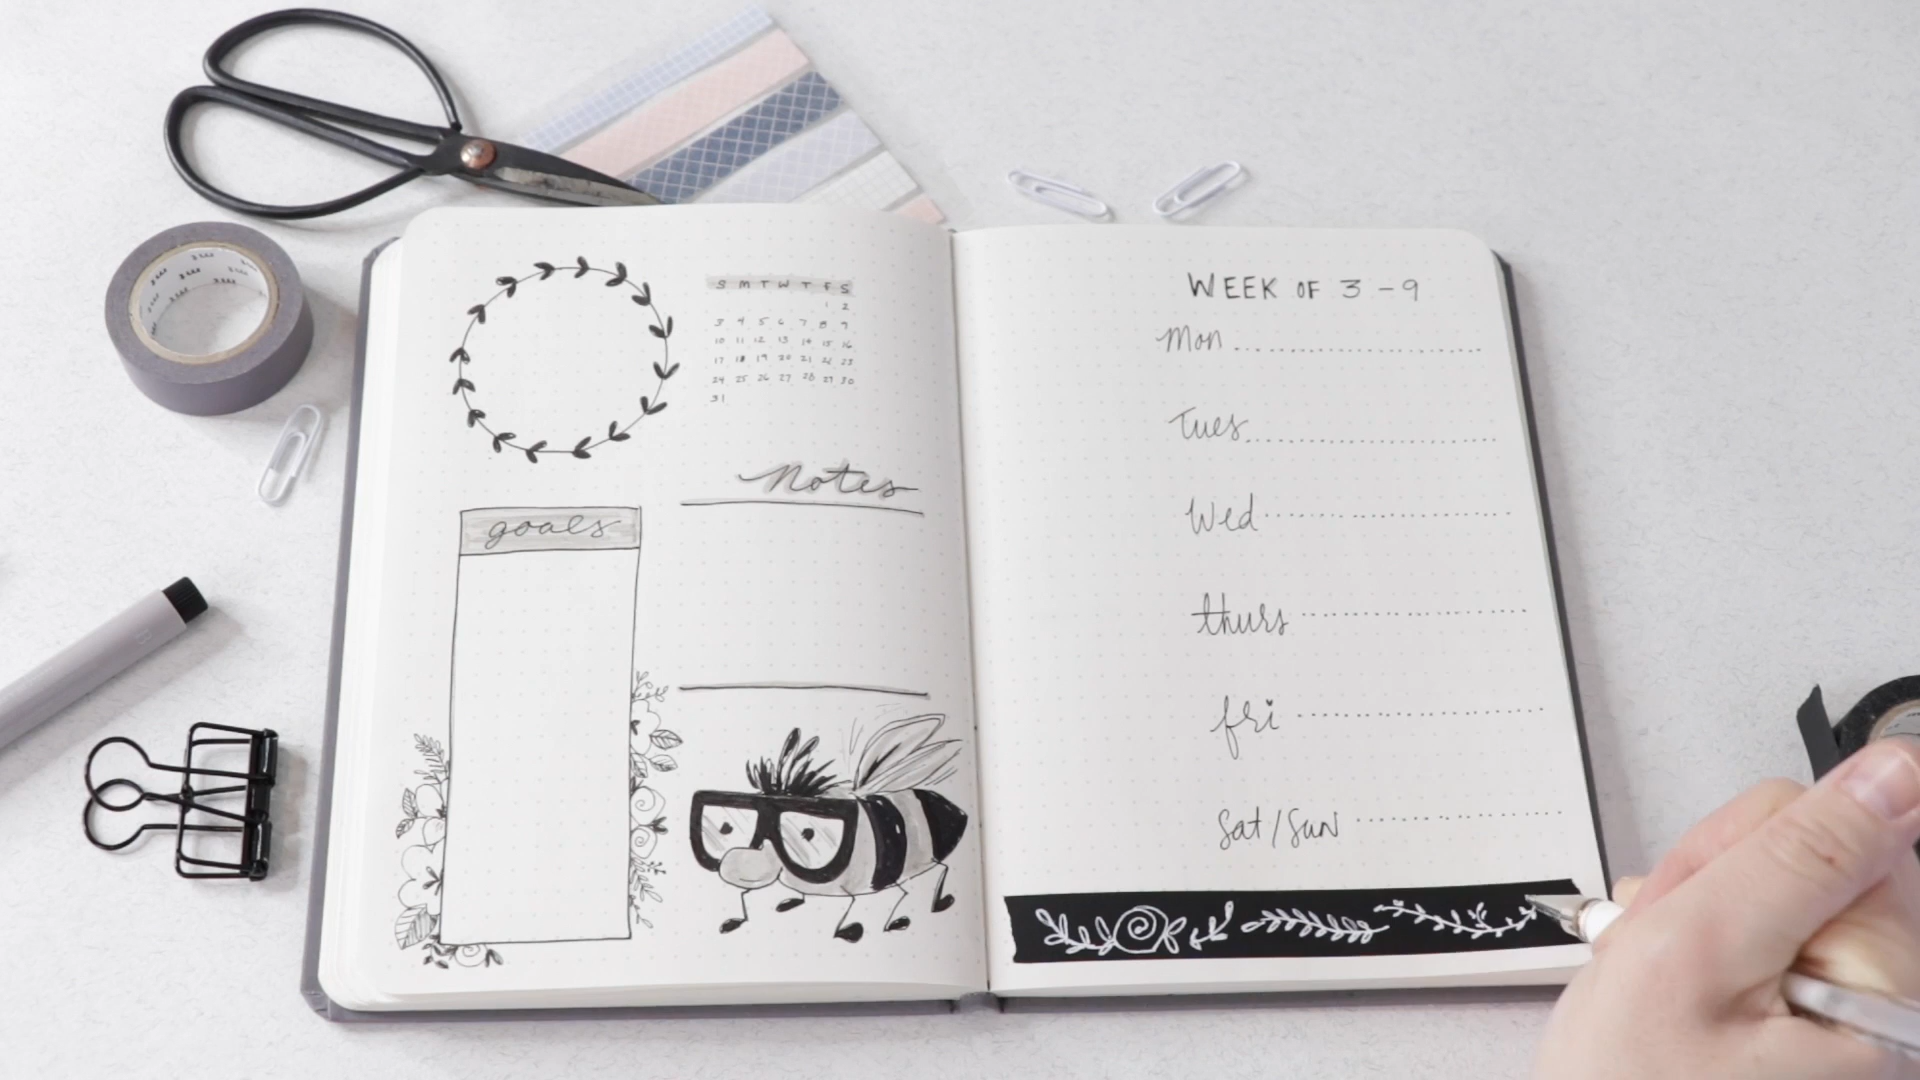 S M T W T F S
1 2
3 4 5 6 7 8 9
10 11 12 13 14 15 16
17 18 19 20 21 22 23
24 25 26 27 28 29 30
31
notes
goals
WEEK OF 3-9
Mon
Tues
Wed
thurs
fri
Sat/Sun